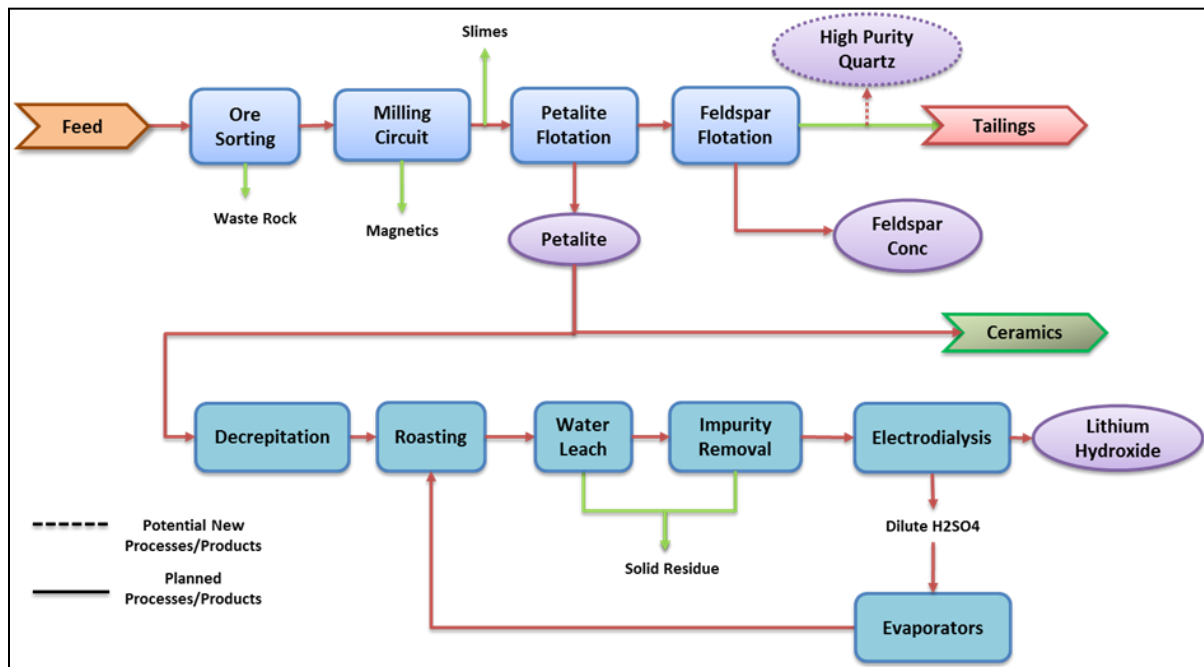 Slimes
High Purity
Quartz
Feed
Ore
Sorting
Milling
Circuit
Petalite
Flotation
Feldspar
Flotation
Tailings
Waste Rock
Magnetics
Petalite
Feldspar
Conc
Ceramics
Decrepitation
Roasting
Water
Leach
Impurity
Removal
Electrodialysis
Lithium
Hydroxide
Dilute H2SO4
Solid Residue
Evaporators
Potential New
Processes/Products
Planned
Processes/Products